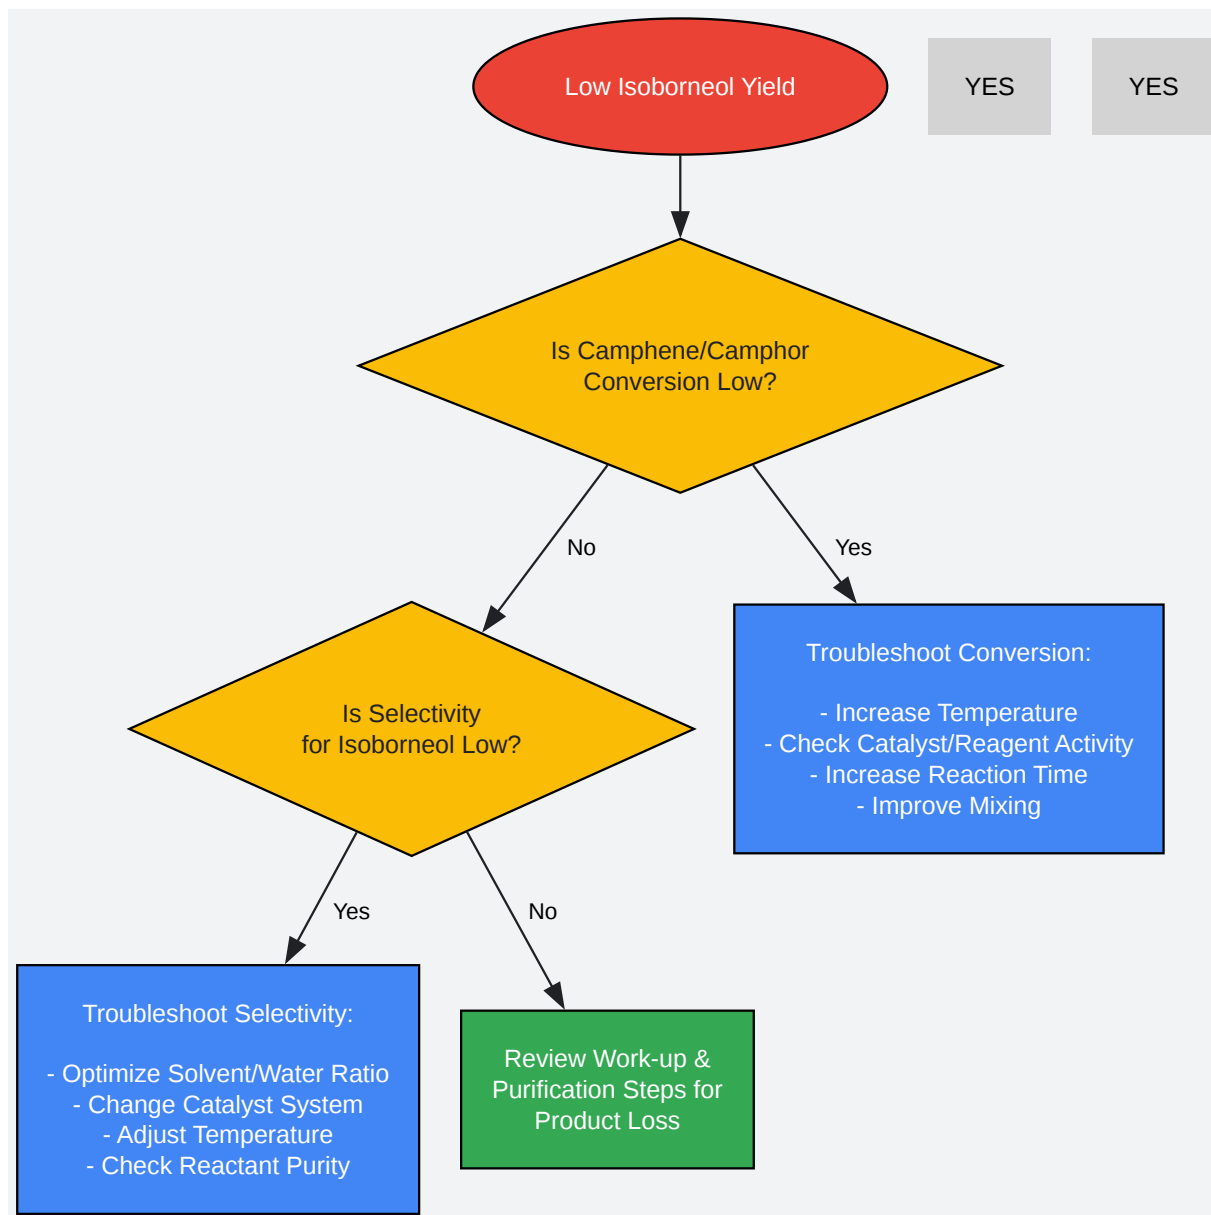 Low Isoborneol Yield
YES
YES
Is Camphene/Camphor
Conversion Low?
No
Yes
Is Selectivity
for Isoborneol Low?
Troubleshoot Conversion:
- Increase Temperature
- Check Catalyst/Reagent Activity
- Increase Reaction Time
- Improve Mixing
Yes
No
Troubleshoot Selectivity:
- Optimize Solvent/Water Ratio
- Change Catalyst System
- Adjust Temperature
- Check Reactant Purity
Review Work-up &
Purification Steps for
Product Loss